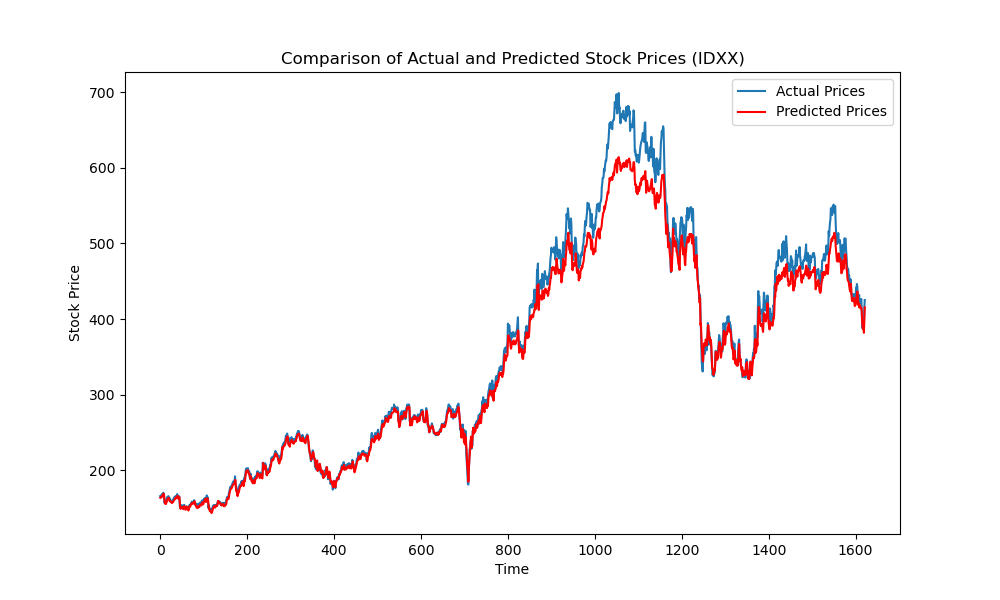 Comparison of Actual and Predicted Stock Prices (IDXX)
Actual Prices
Predicted Prices
700
600
500
400
300
200
Stock Price
0 200 400 600 800 1000 1200 1400 1600
Time